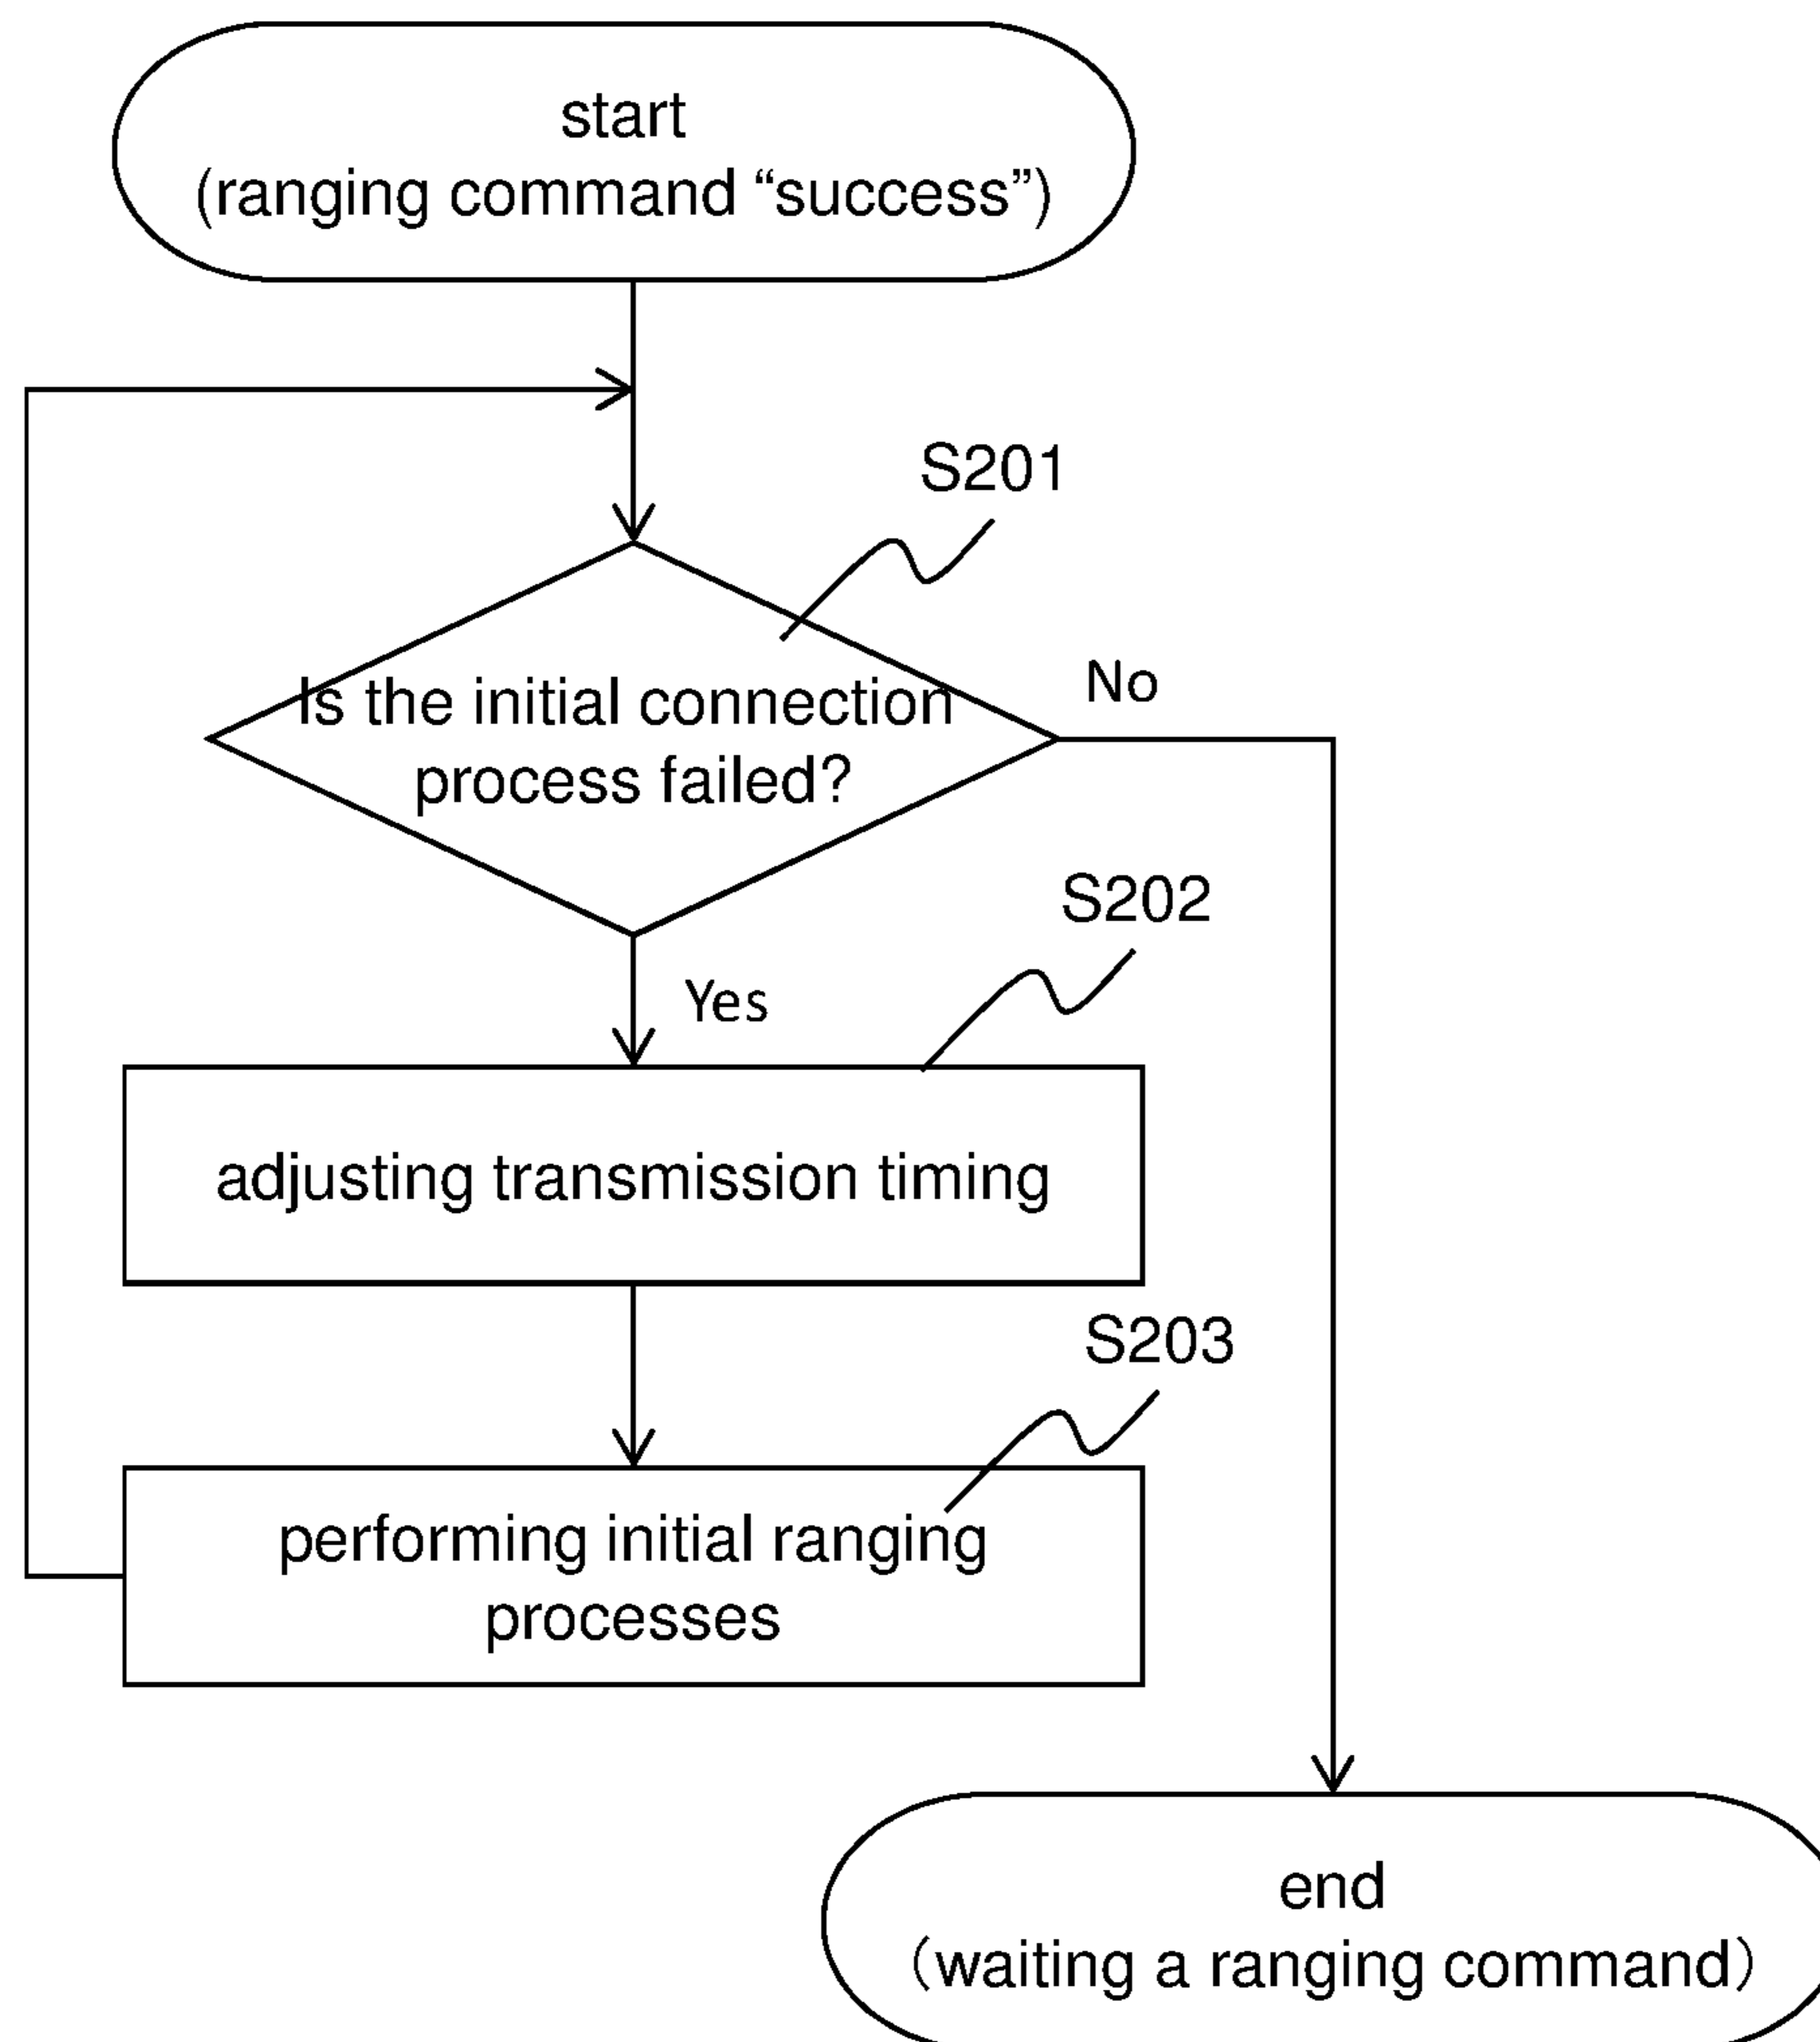 start
(ranging command “success”)
S201
Is the initial connection
process failed?
No
S202
Yes
adjusting transmission timing
S203
performing initial ranging
processes
end
(waiting a ranging command)